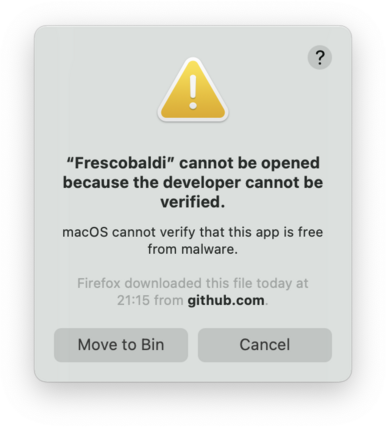 ?
“Frescobaldi” cannot be opened
because the developer cannot be
verified.
macOS cannot verify that this app is free
from malware.
Firefox downloaded this file today at
21:15 from github.com.
Move to Bin
Cancel